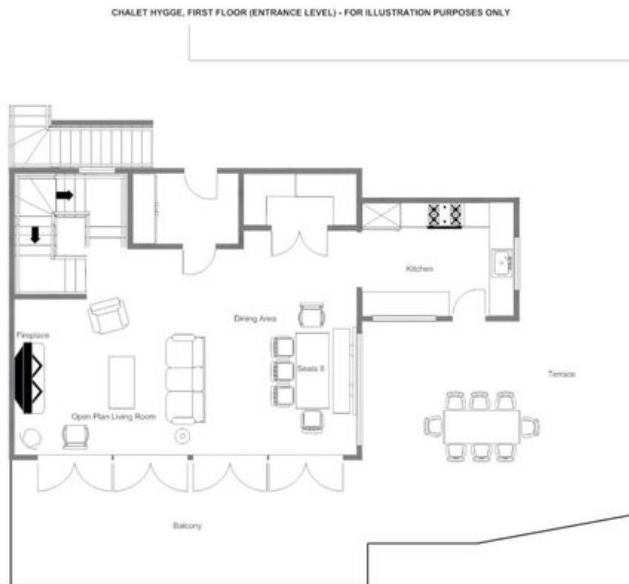 CHALET HYGGE, FIRST FLOOR (ENTRANCE LEVEL) - FOR ILLUSTRATION PURPOSES ONLY
Kitchen
Dining Area
Fireplace
Seats 8
Terrace
Open Plan Living Room
Balcony